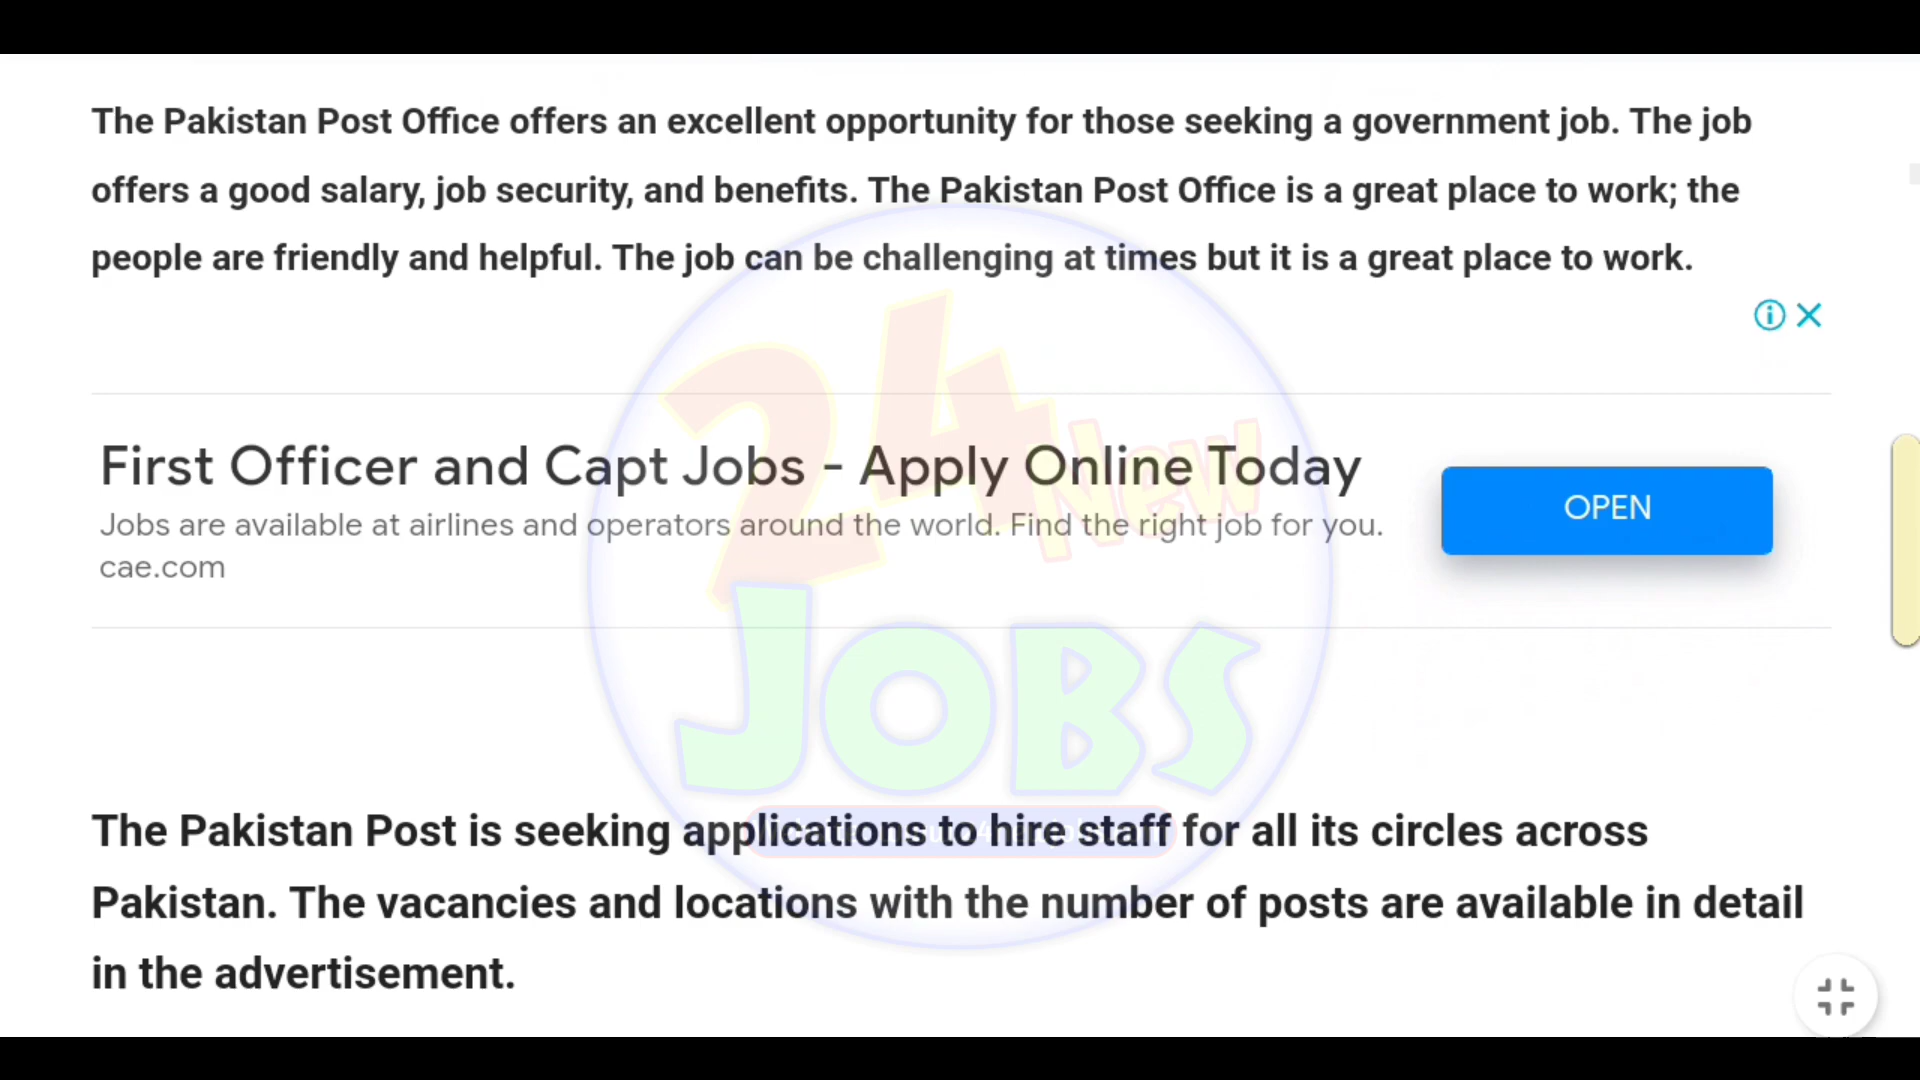 The Pakistan Post Office offers an excellent opportunity for those seeking a government job. The job
offers a good salary, job security, and benefits. The Pakistan Post Office is a great place to work; the
people are friendly and helpful. The job can be challenging at times but it is a great place to work.
First Officer and Capt Jobs - Apply Online Today
Jobs are available at airlines and operators around the world. Find the right job for you.
cae.com
OPEN
24 New
JOBS
The Pakistan Post is seeking applications to hire staff for all its circles across
Pakistan. The vacancies and locations with the number of posts are available in detail
in the advertisement.